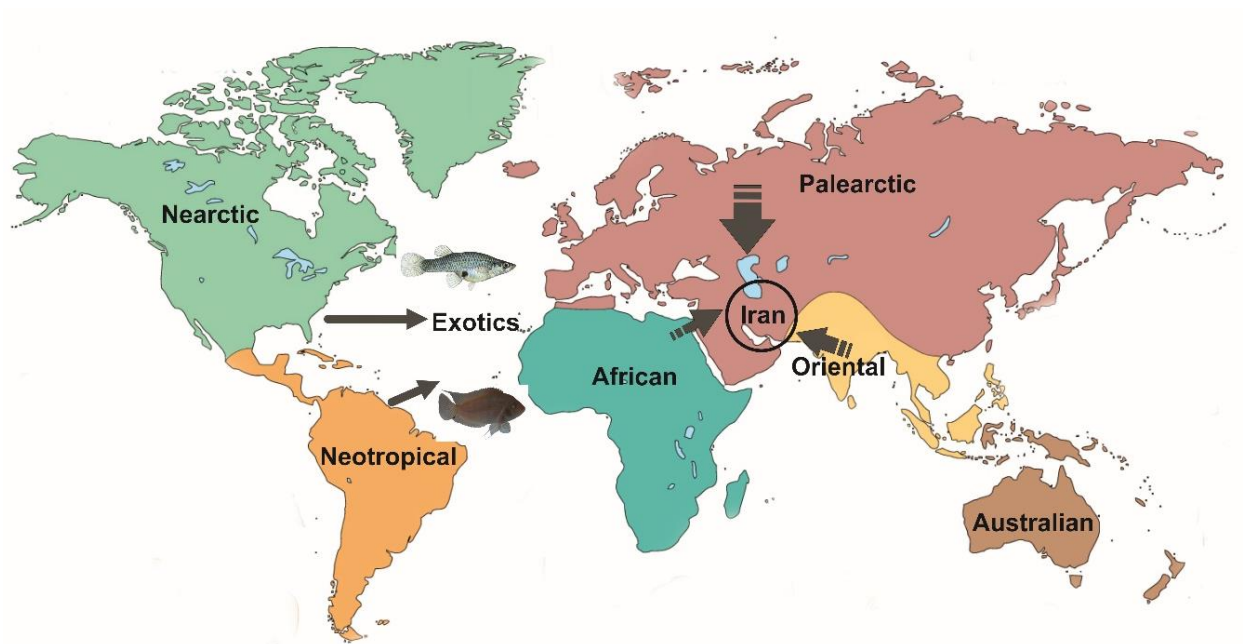 Palearctic
Nearctic
Iran
Exotics
Oriental
African
Neotropical
Australian